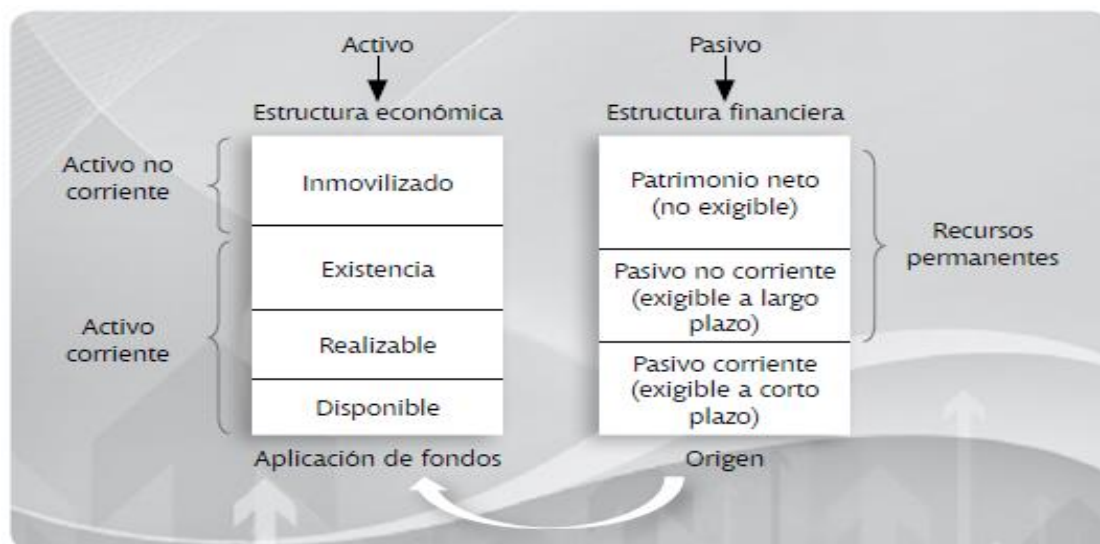 Activo
Pasivo
Estructura económica
Estructura financiera
Activo no
corriente
Inmovilizado
Existencia
Activo
corriente
Realizable
Disponible
Patrimonio neto
(no exigible)
Pasivo no corriente
(exigible a largo
plazo)
Pasivo corriente
(exigible a corto
plazo)
Recursos
permanentes
Aplicación de fondos
Origen